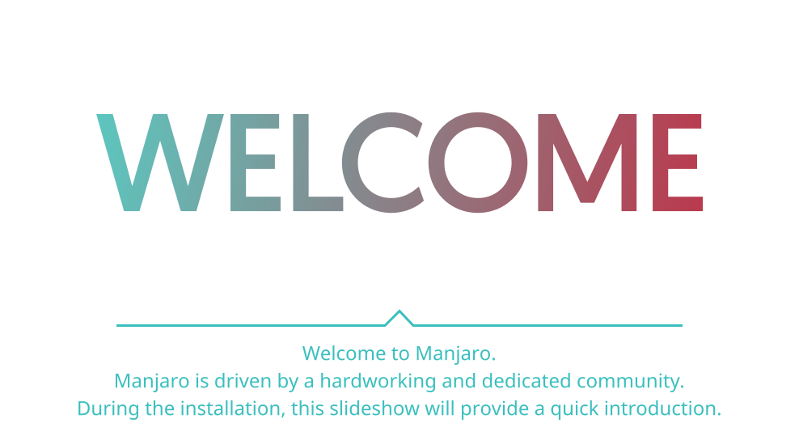 WELCOME
Welcome to Manjaro.
Manjaro is driven by a hardworking and dedicated community.
During the installation, this slideshow will provide a quick introduction.